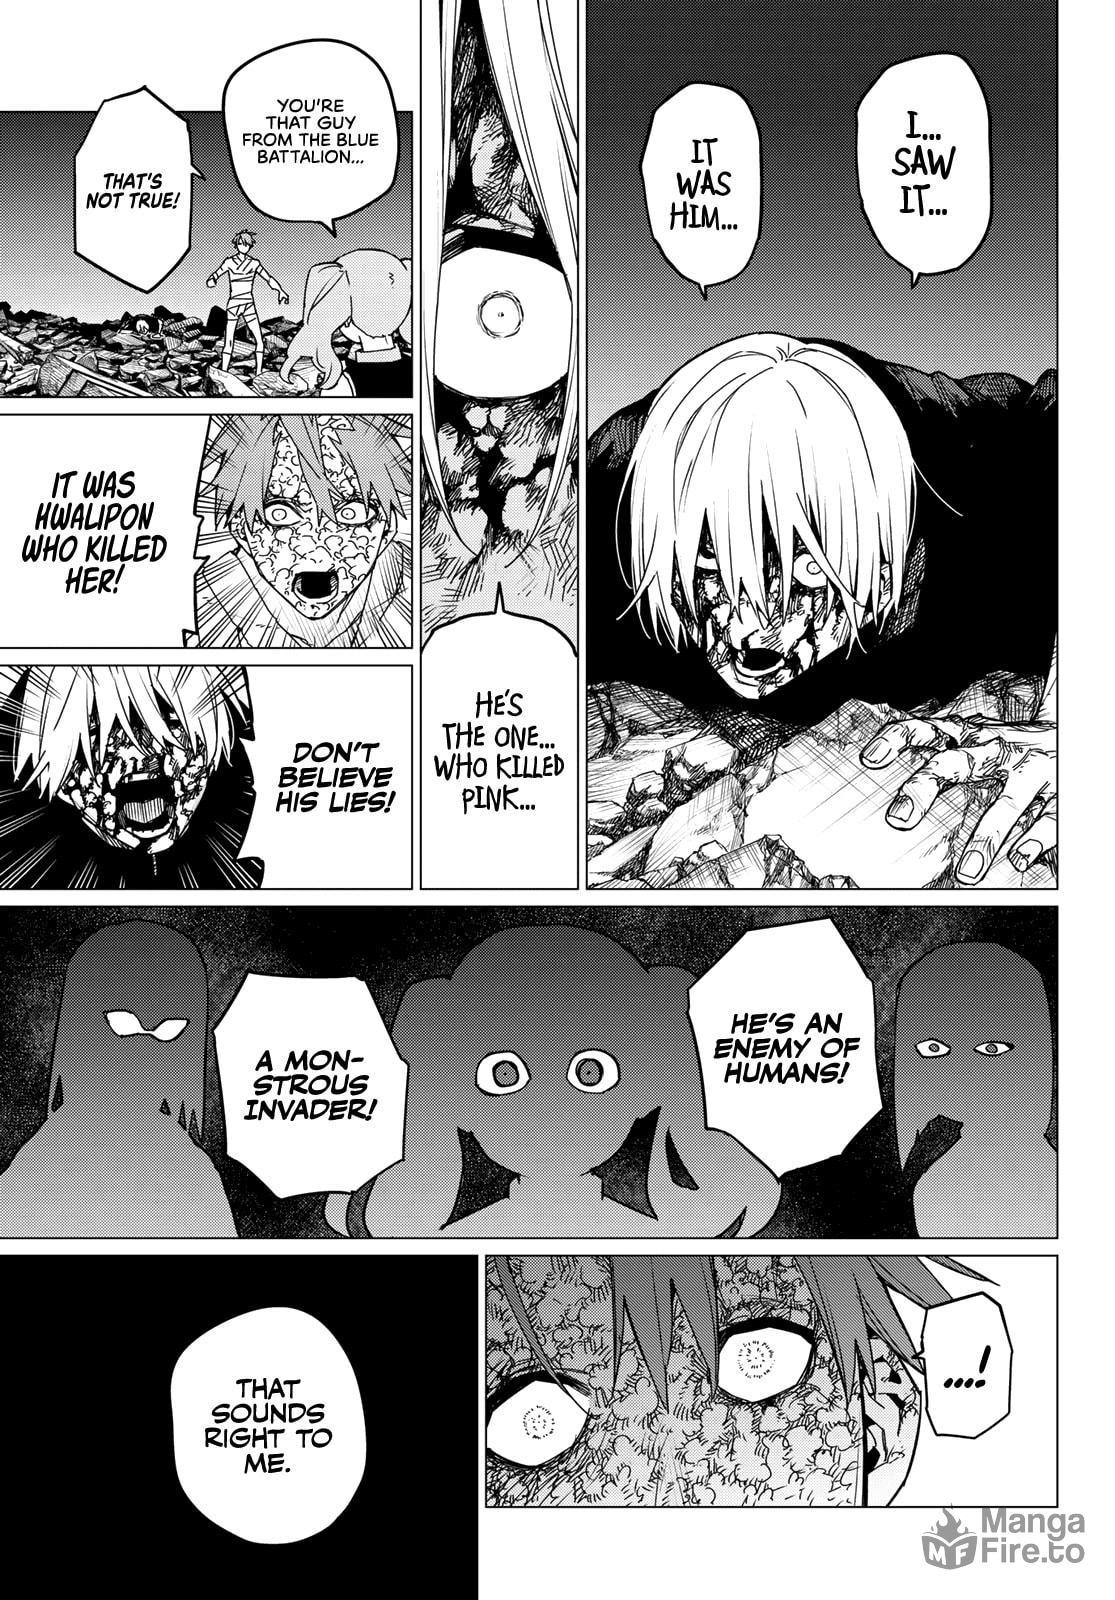 I...
SAW
IT...
IT
WAS
HIM...
HE'S
THE ONE...
WHO KILLED
PINK...
YOU'RE
THAT GUY
FROM THE BLUE
BATTALION...
THAT'S
NOT TRUE!
IT WAS
HWALIPON
WHO KILLED
HER!
DON'T
BELIEVE
HIS LIES!
HE'S AN
ENEMY OF
HUMANS!
A MON-
STROUS
INVADER!
....!
THAT
SOUNDS
RIGHT TO
ME.
Manga
Fire.to
MF